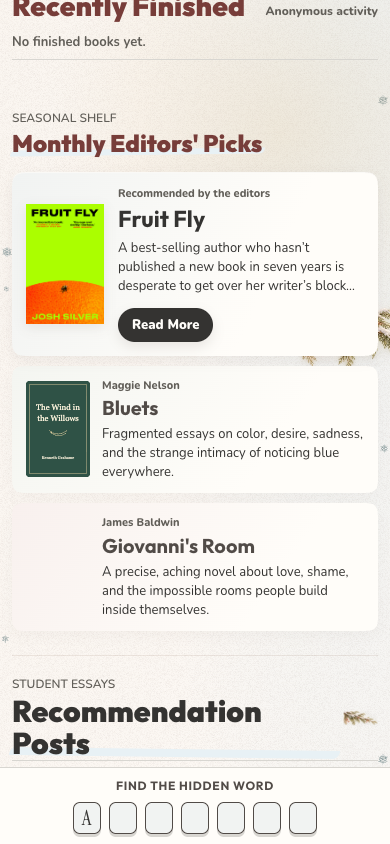 Recently Finished
Anonymous activity
No finished books yet.
SEASONAL SHELF
Monthly Editors' Picks
Recommended by the editors
FRUIT FLY
JOSH SILVER
Fruit Fly
A best-selling author who hasn't
published a new book in seven years is
desperate to get over her writer's block...
Read More
The Wind in
the Willows
Kenneth Grahame
Maggie Nelson
Bluets
Fragmented essays on color, desire, sadness,
and the strange intimacy of noticing blue
everywhere.
James Baldwin
Giovanni's Room
A precise, aching novel about love, shame,
and the impossible rooms people build
inside themselves.
STUDENT ESSAYS
Recommendation
Posts
FIND THE HIDDEN WORD
A